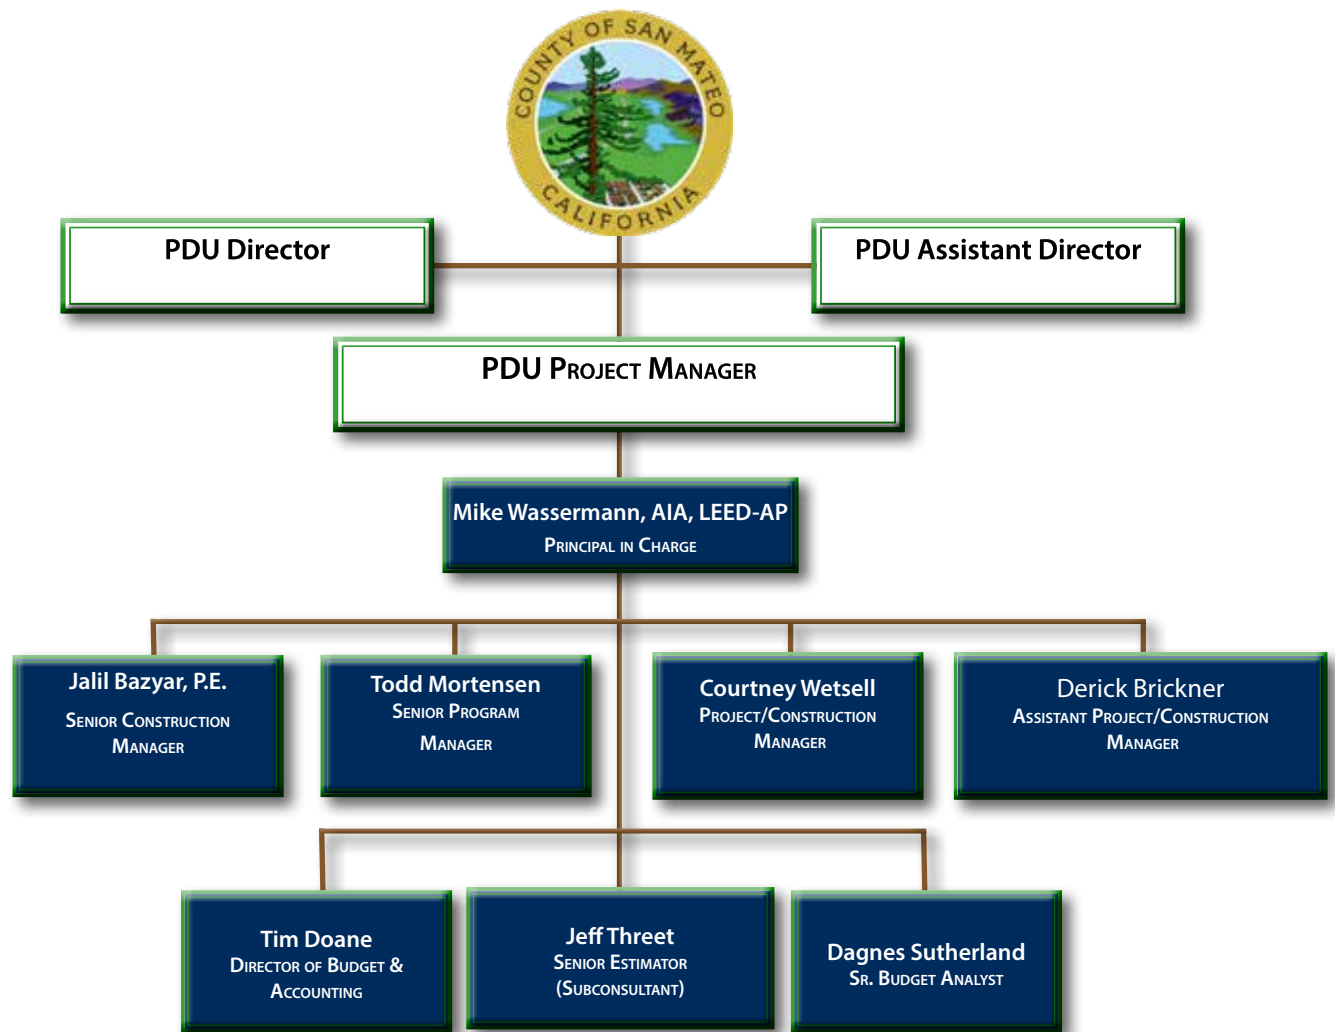 COUNTY OF SAN MATEO
CALIFORNIA
PDU Director
PDU Assistant Director
PDU Project Manager
Mike Wassermann, AIA, LEED-AP
Principal in Charge
Jalil Bazyar, P.E.
Senior Construction
Manager
Todd Mortensen
Senior Program
Manager
Courtney Wetsell
Project/Construction
Manager
Derick Brickner
Assistant Project/Construction
Manager
Tim Doane
Director of Budget &
Accounting
Jeff Threet
Senior Estimator
(Subconsultant)
Dagnes Sutherland
Sr. Budget Analyst